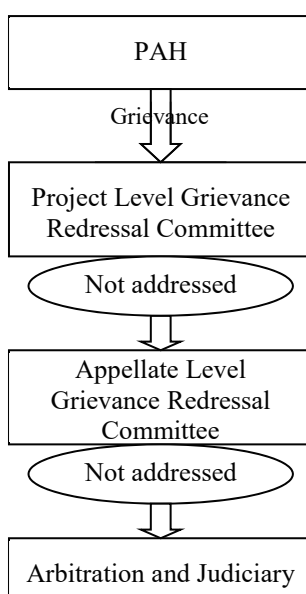 PAH
Grievance
Project Level Grievance
Redressal Committee
Not addressed
Appellate Level
Grievance Redressal
Committee
Not addressed
Arbitration and Judiciary